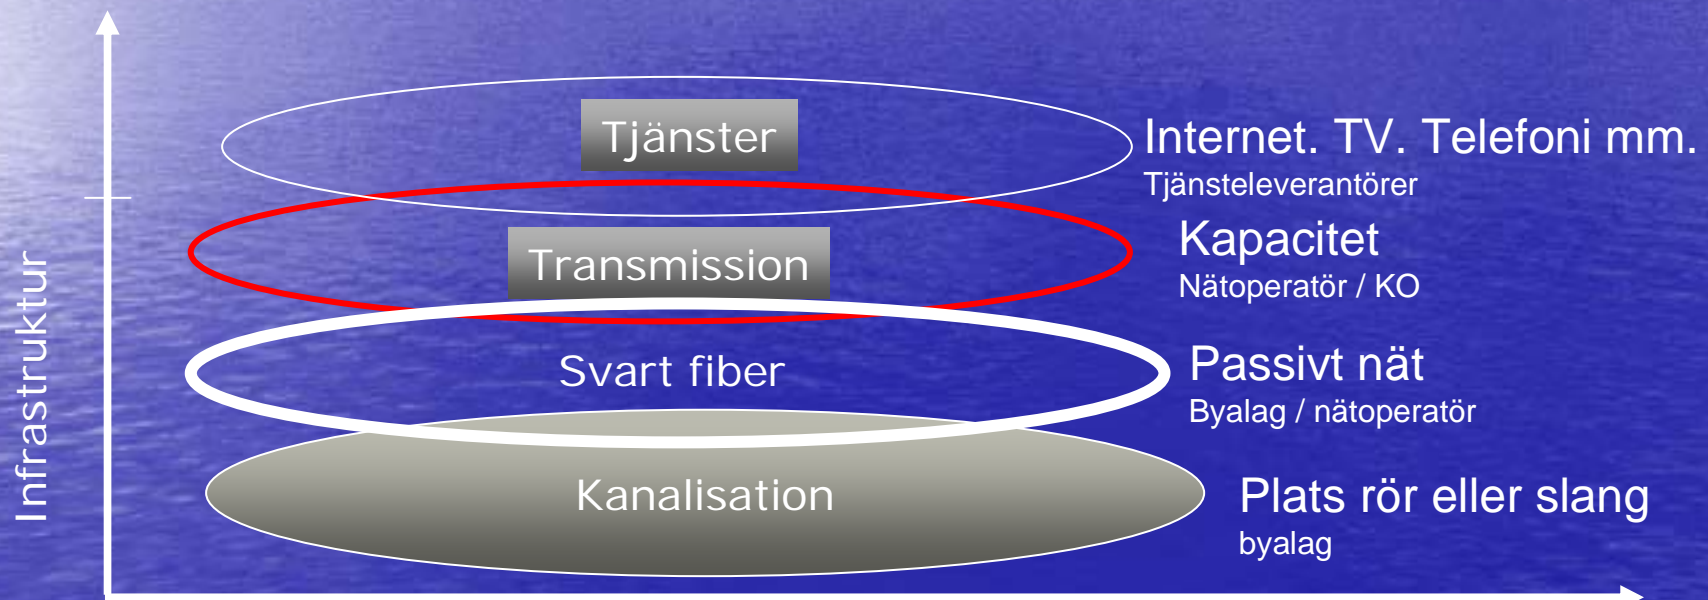 Tjänster
Internet. TV. Telefoni mm.
Tjänsteleverantörer
Transmission
Kapacitet
Nätoperatör / KO
Svart fiber
Passivt nät
Byalag / nätoperatör
Kanalisation
Plats rör eller slang
byalag
Infrastruktur